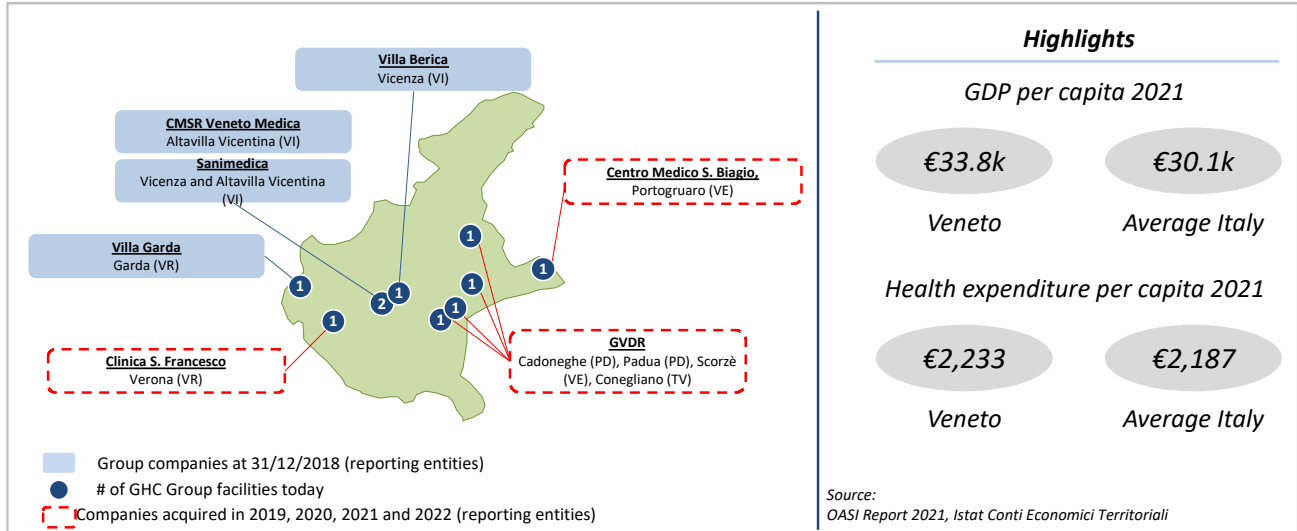 Villa Berica
Vicenza (VI)
CMSR Veneto Medica
Altavilla Vicentina (VI)
Sanimedica
Vicenza and Altavilla Vicentina
(VI)
Villa Garda
Garda (VR)
Centro Medico S. Biagio,
Portogruaro (VE)
1
1
1
1
2
1
1
1
1
Clinica S. Francesco
Verona (VR)
GVDR
Cadoneghe (PD), Padua (PD), Scorzè
(VE), Conegliano (TV)
Group companies at 31/12/2018 (reporting entities)
# of GHC Group facilities today
Companies acquired in 2019, 2020, 2021 and 2022 (reporting entities)
Highlights
GDP per capita 2021
€33.8k €30.1k
Veneto Average Italy
Health expenditure per capita 2021
€2,233 €2,187
Veneto Average Italy
Source:
OASI Report 2021, Istat Conti Economici Territoriali